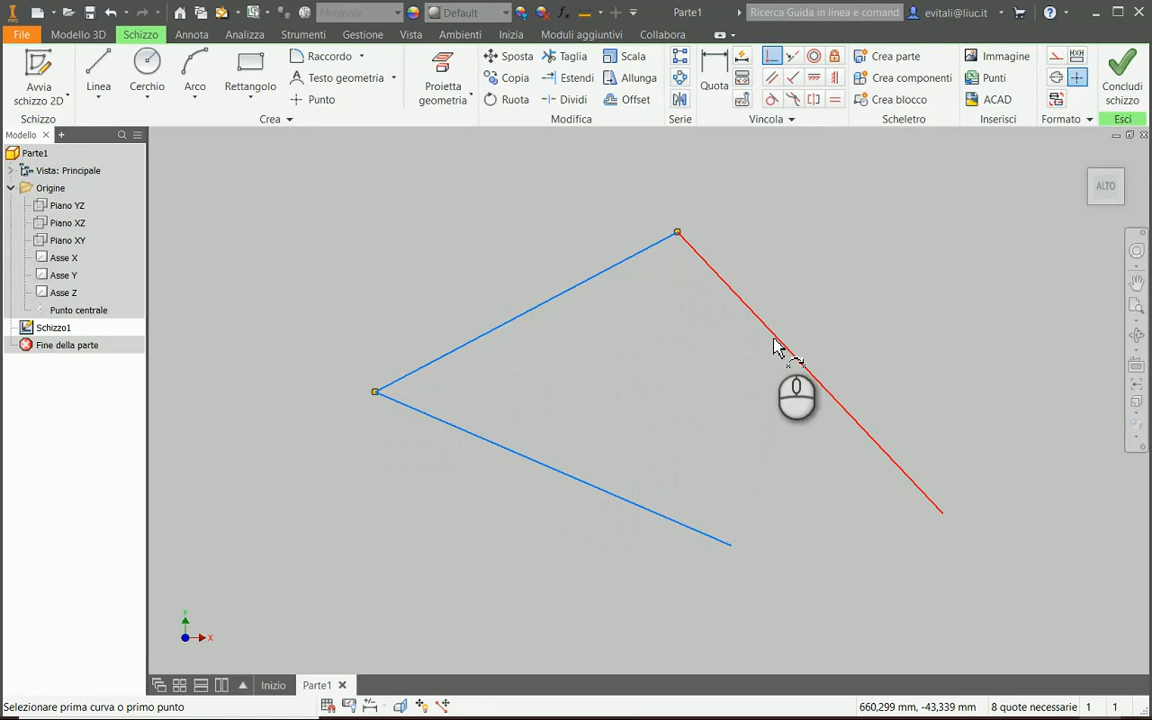 PRO
Materiale
Default
fx
Parte1
Ricerca Guida in linea e comand
evitali@liuc.it
File
Modello 3D
Schizzo
Annota
Analizza
Strumenti
Gestione
Vista
Ambienti
Inizia
Moduli aggiuntivi
Collabora
Avvia
schizzo 2D
Linea
Cerchio
Arco
Rettangolo
Raccordo
Testo geometria
Punto
Proietta
geometria
Sposta
Copia
Ruota
Taglia
Estendi
Dividi
Scala
Allunga
Offset
Quota
Crea parte
Crea componenti
Crea blocco
Immagine
Punti
ACAD
Concludi
schizzo
Schizzo
Crea
Modifica
Serie
Vincola
Scheletro
Inserisci
Formato
Esci
Modello
Parte1
Vista: Principale
Origine
Piano YZ
Piano XZ
Piano XY
Asse X
Asse Y
Asse Z
Punto centrale
Schizzo1
Fine della parte
ALTO
Y
X
Inizio
Parte1
Selezionare prima curva o primo punto
660,299 mm, -43,339 mm
8 quote necessarie
1
1